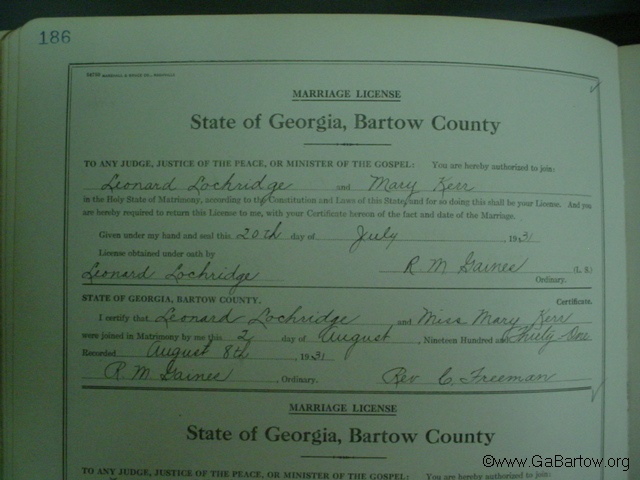 186
MARRIAGE LICENSE
State of Georgia, Bartow County
TO ANY JUDGE, JUSTICE OF THE PEACE, OR MINISTER OF THE GOSPEL: You are hereby authorized to join:
Leonard Lochridge and Mary Kerr
in the Holy State of Matrimony, according to the Constitution and Laws of this State, and for so doing this shall be your License. And you
are hereby required to return this License to me, with your Certificate hereon of the fact and date of the Marriage.
Given under my hand and seal this 20th day of July, 1931
License obtained under oath by
Leonard Lochridge R. M. Gaines (L. S.)
Ordinary.
STATE OF GEORGIA, BARTOW COUNTY. Certificate.
I certify that Leonard Lochridge and Miss Mary Kerr
were joined in Matrimony by me this 2 day of August, Nineteen Hundred and Thirty One
Recorded August 8th, 1931
R. M. Gaines, Ordinary. Rev C. Freeman
MARRIAGE LICENSE
State of Georgia, Bartow County
TO ANY JUDGE, JUSTICE OF THE PEACE, OR MINISTER OF THE GOSPEL: You are hereby authorized to join:
©www.GaBartow.org